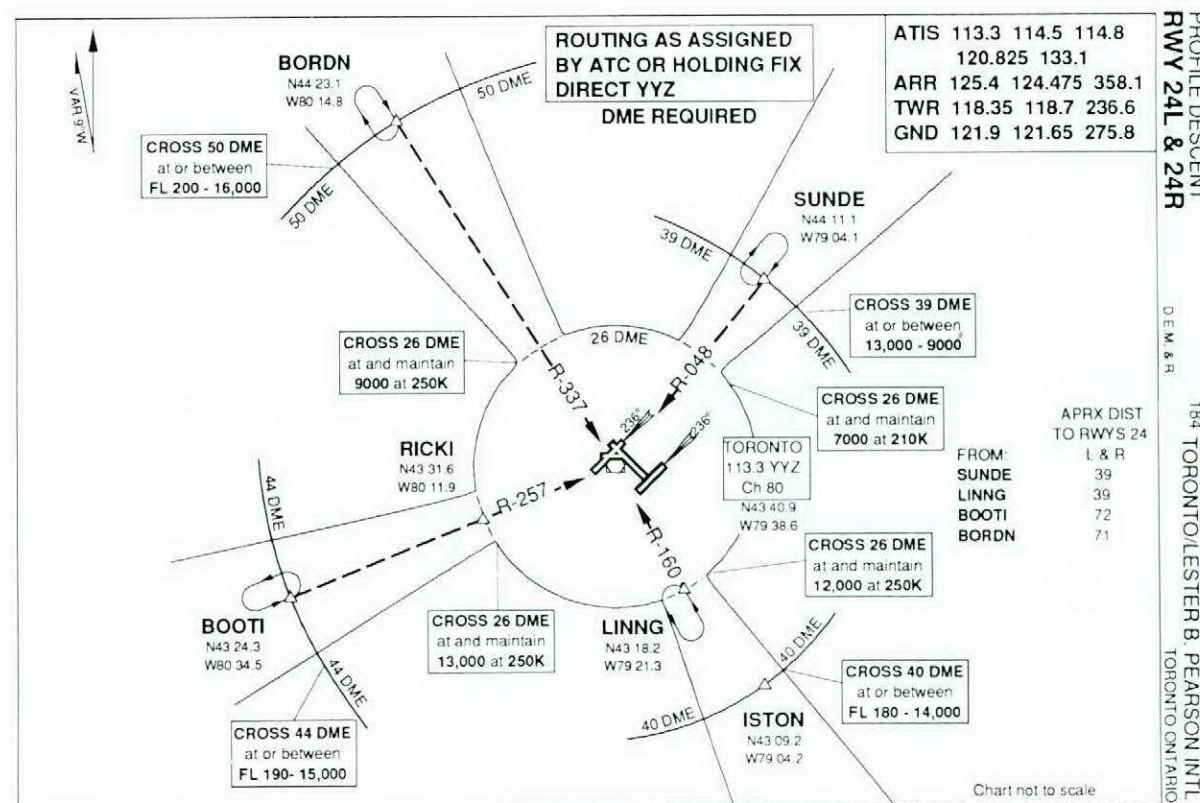 PROFILE DESCENT
RWY 24L & 24R
D.E.M. & R.
184 TORONTO/LESTER B. PEARSON INTL
TORONTO ONTARIO
VAR 9°W
BORDN
N44 23.1
W80 14.8
50 DME
50 DME
CROSS 50 DME
at or between
FL 200 - 16,000
ROUTING AS ASSIGNED
BY ATC OR HOLDING FIX
DIRECT YYZ
DME REQUIRED
ATIS 113.3 114.5 114.8
120.825 133.1
ARR 125.4 124.475 358.1
TWR 118.35 118.7 236.6
GND 121.9 121.65 275.8
SUNDE
N44 11.1
W79 04.1
39 DME
39 DME
CROSS 39 DME
at or between
13,000 - 9000
CROSS 26 DME
at and maintain
9000 at 250K
26 DME
R-337
R-048
CROSS 26 DME
at and maintain
7000 at 210K
236°
236°
TORONTO
113.3 YYZ
Ch 80
N43 40.9
W79 38.6
APRX DIST
TO RWYS 24
FROM: L & R
SUNDE 39
LINNG 39
BOOTI 72
BORDN 71
RICKI
N43 31.6
W80 11.9
R-257
44 DME
44 DME
BOOTI
N43 24.3
W80 34.5
CROSS 44 DME
at or between
FL 190- 15,000
CROSS 26 DME
at and maintain
13,000 at 250K
R-160
LINNG
N43 18.2
W79 21.3
CROSS 26 DME
at and maintain
12,000 at 250K
40 DME
40 DME
ISTON
N43 09.2
W79 04.2
CROSS 40 DME
at or between
FL 180 - 14,000
Chart not to scale